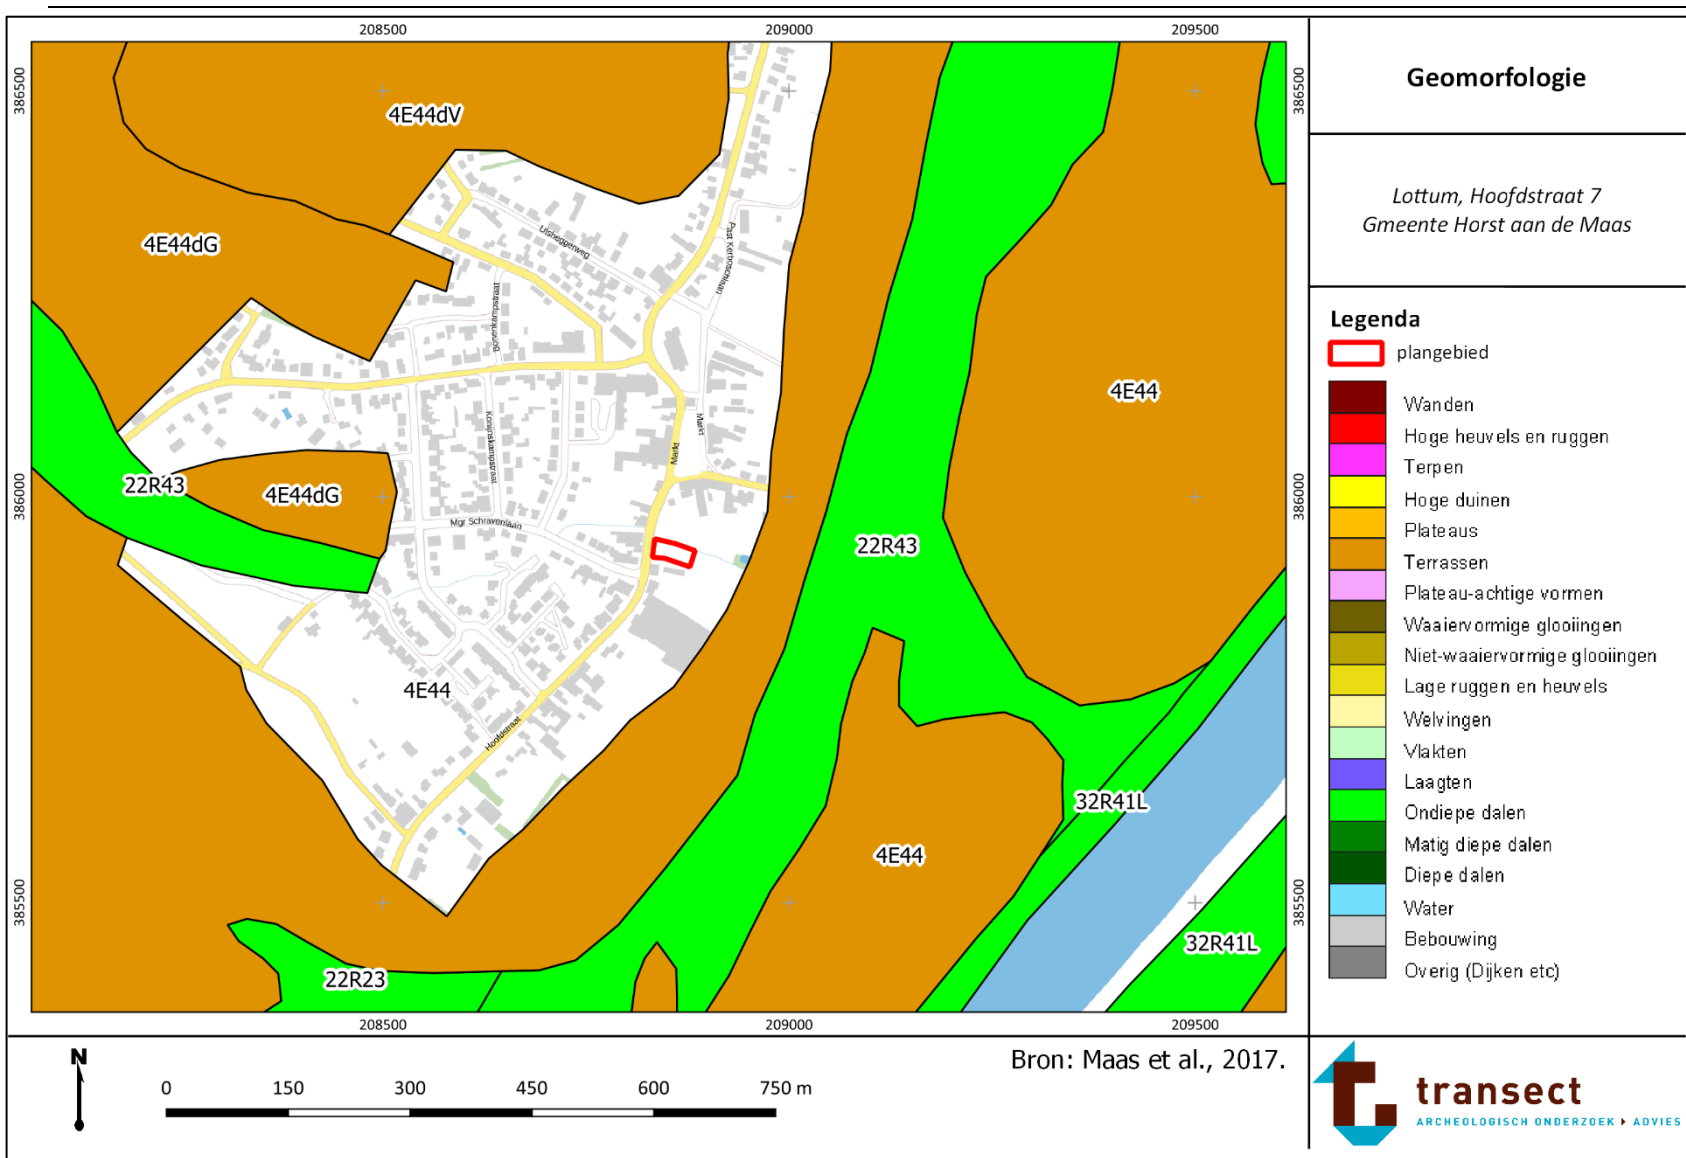 208500 209000 209500
386500 386500
4E44dV
4E44dG
Uisheggerweg
Past Kerboschlaan
Bovenkampstraat
4E44
Markt
Markt
Konijnskampstraat
22R43
4E44dG
386000 386000
Mgr Schravenlaan
22R43
4E44
Hoofdstraat
32R41L
4E44
385500 385500
32R41L
22R23
208500 209000 209500
Geomorfologie
Lottum, Hoofdstraat 7
Gmeente Horst aan de Maas
Legenda
plangebied
Wanden
Hoge heuvels en ruggen
Terpen
Hoge duinen
Plateaus
Terrassen
Plateau-achtige vormen
Waaiervormige glooiingen
Niet-waaiervormige glooiingen
Lage ruggen en heuvels
Welvingen
Vlakten
Laagten
Ondiepe dalen
Matig diepe dalen
Diepe dalen
Water
Bebouwing
Overig (Dijken etc)
N
0 150 300 450 600 750 m
Bron: Maas et al., 2017.
transect
ARCHEOLOGISCH ONDERZOEK ▸ ADVIES